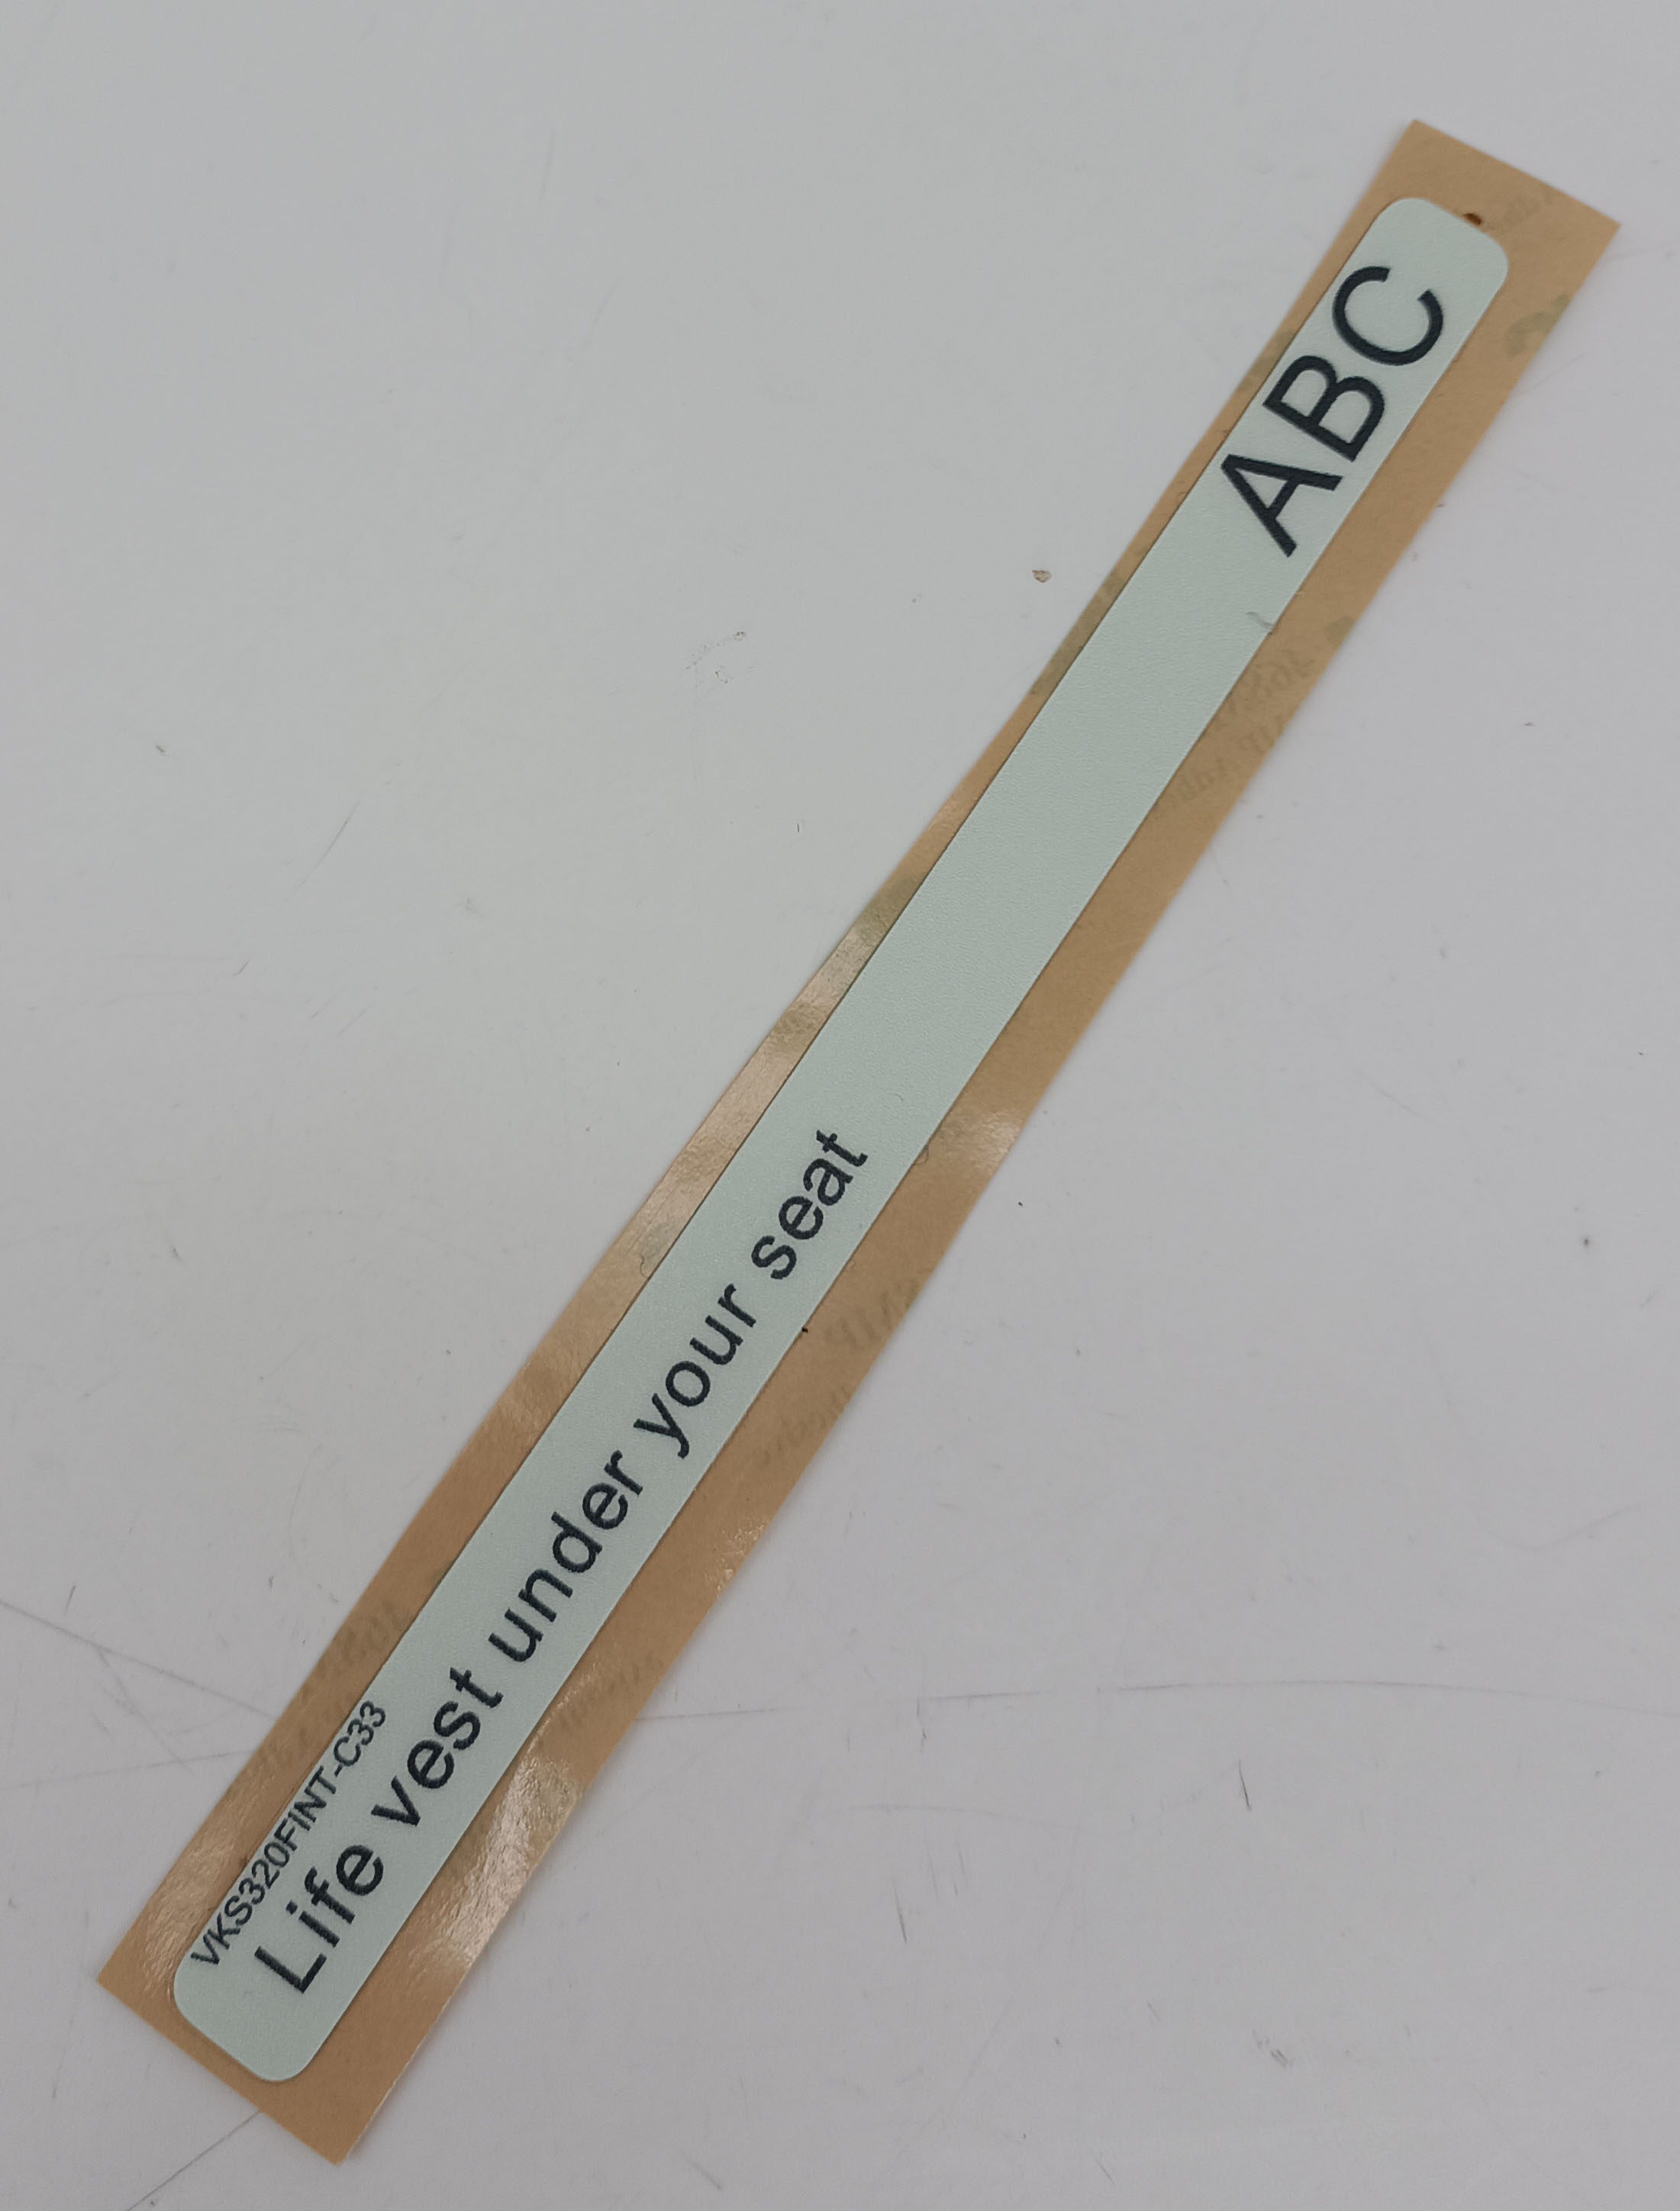 VKS320FINT-C33
Life vest under your seat
ABC